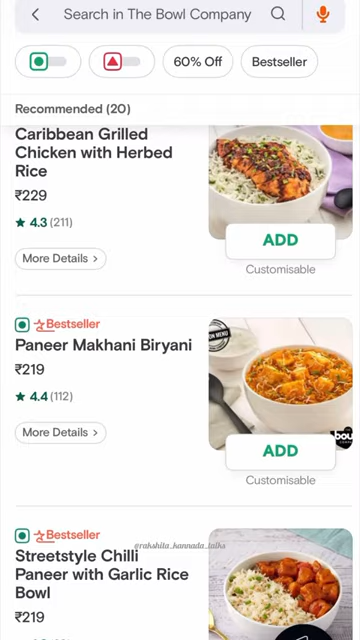 Search in The Bowl Company
60% Off
Bestseller
Recommended (20)
Caribbean Grilled
Chicken with Herbed
Rice
₹229
★ 4.3 (211)
More Details >
ADD
Customisable
Bestseller
Paneer Makhani Biryani
₹219
★ 4.4 (112)
More Details >
ADD
Customisable
Bestseller
@rakshita_kannada_talks
Streetstyle Chilli
Paneer with Garlic Rice
Bowl
₹219